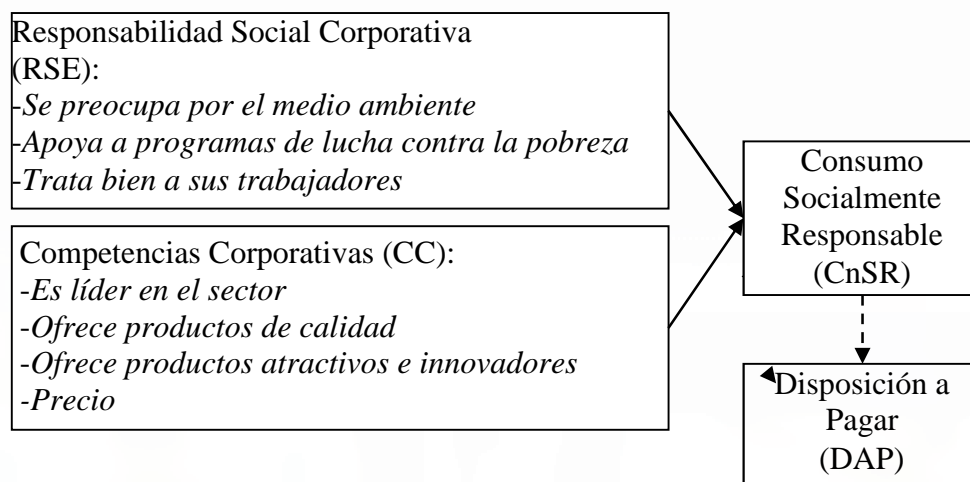 Responsabilidad Social Corporativa
(RSE):
-Se preocupa por el medio ambiente
-Apoya a programas de lucha contra la pobreza
-Trata bien a sus trabajadores
Competencias Corporativas (CC):
-Es líder en el sector
-Ofrece productos de calidad
-Ofrece productos atractivos e innovadores
-Precio
Consumo
Socialmente
Responsable
(CnSR)
Disposición a
Pagar
(DAP)